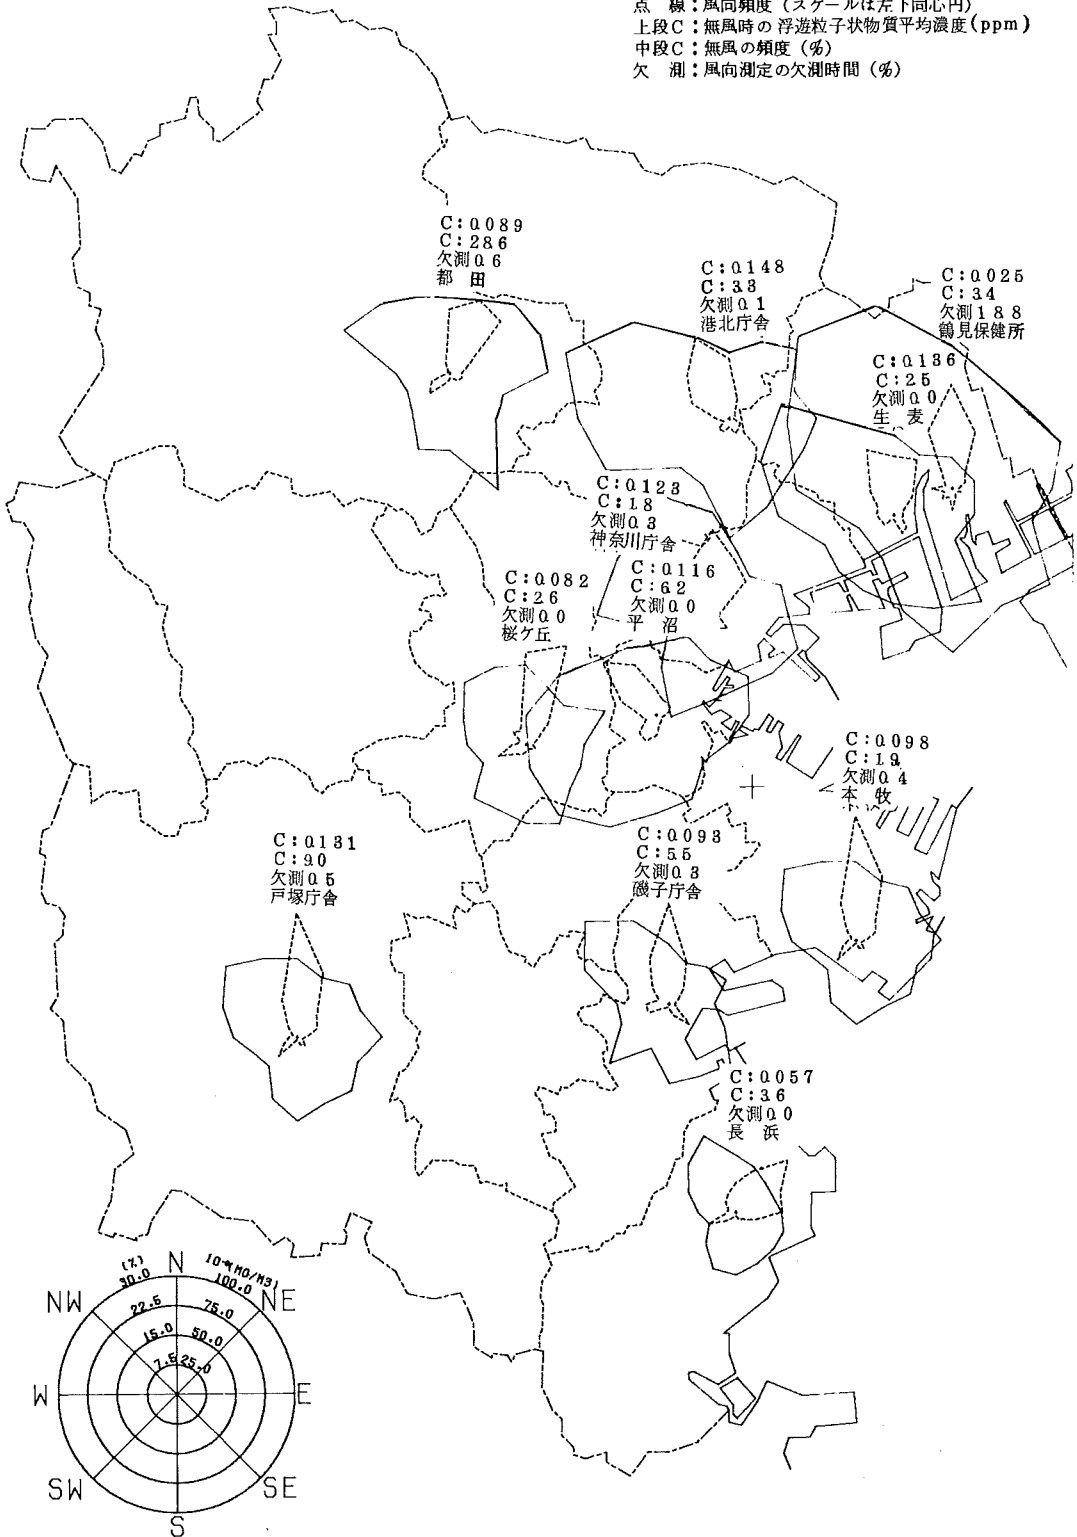 点 線：風向頻度（スケールは左下同心円）
上段C：無風時の浮遊粒子状物質平均濃度(ppm)
中段C：無風の頻度（％）
欠 測：風向測定の欠測時間（％）
C:0.089
C:28.6
欠測0.6
都 田
C:0.148
C:3.3
欠測0.1
港北庁舎
C:0.025
C:3.4
欠測18.8
鶴見保健所
C:0.136
C:2.5
欠測0.0
生 麦
C:0.123
C:1.8
欠測0.3
神奈川庁舎
C:0.116
C:6.2
欠測0.0
平 沼
C:0.082
C:2.6
欠測0.0
桜ケ丘
C:0.098
C:1.9
欠測0.4
本 牧
C:0.131
C:9.0
欠測0.5
戸塚庁舎
C:0.093
C:5.5
欠測0.3
磯子庁舎
C:0.057
C:3.6
欠測0.0
長 浜
(%) N (MG/M3)
30.0 100.0
NW NE
22.5 75.0
15.0 50.0
7.5 25.0
W E
SW SE
S